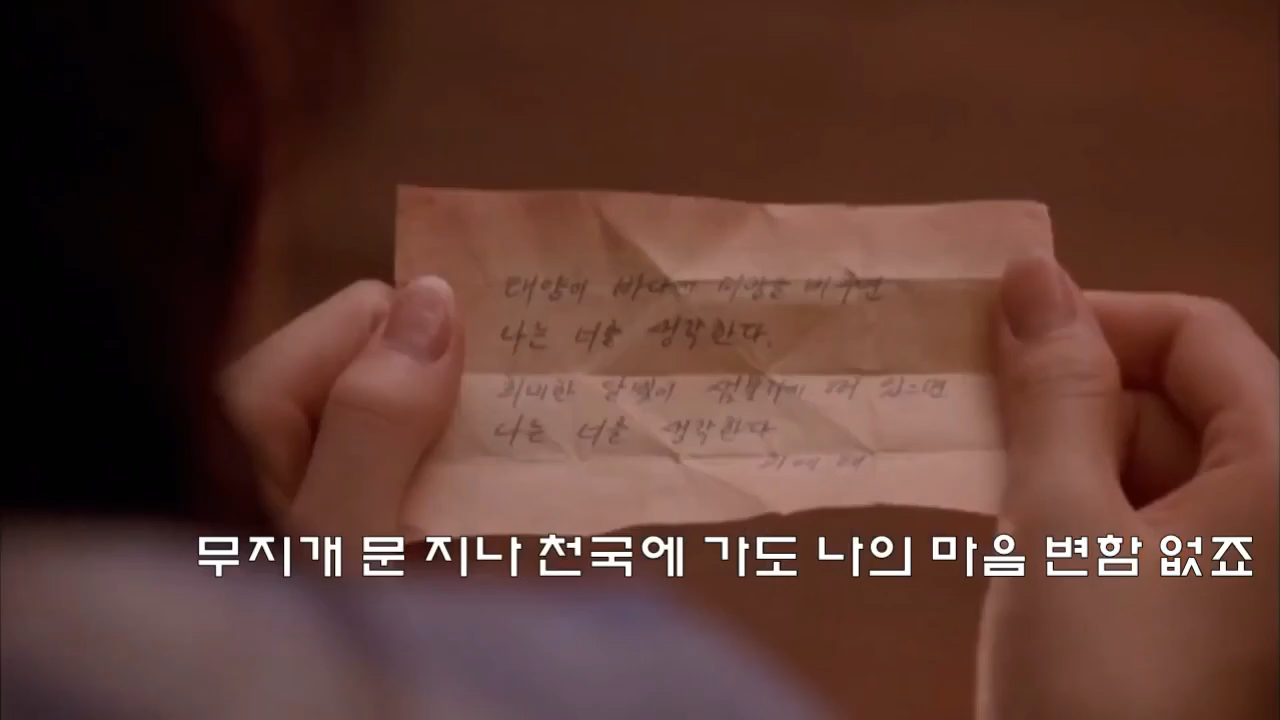 태양이 바다에 미광을 비추면
나는 너를 생각한다.
희미한 달빛이 샘물가에 떠 있으면
나는 너를 생각한다
무지개 문 지나 천국에 가도 나의 마음 변함 없죠